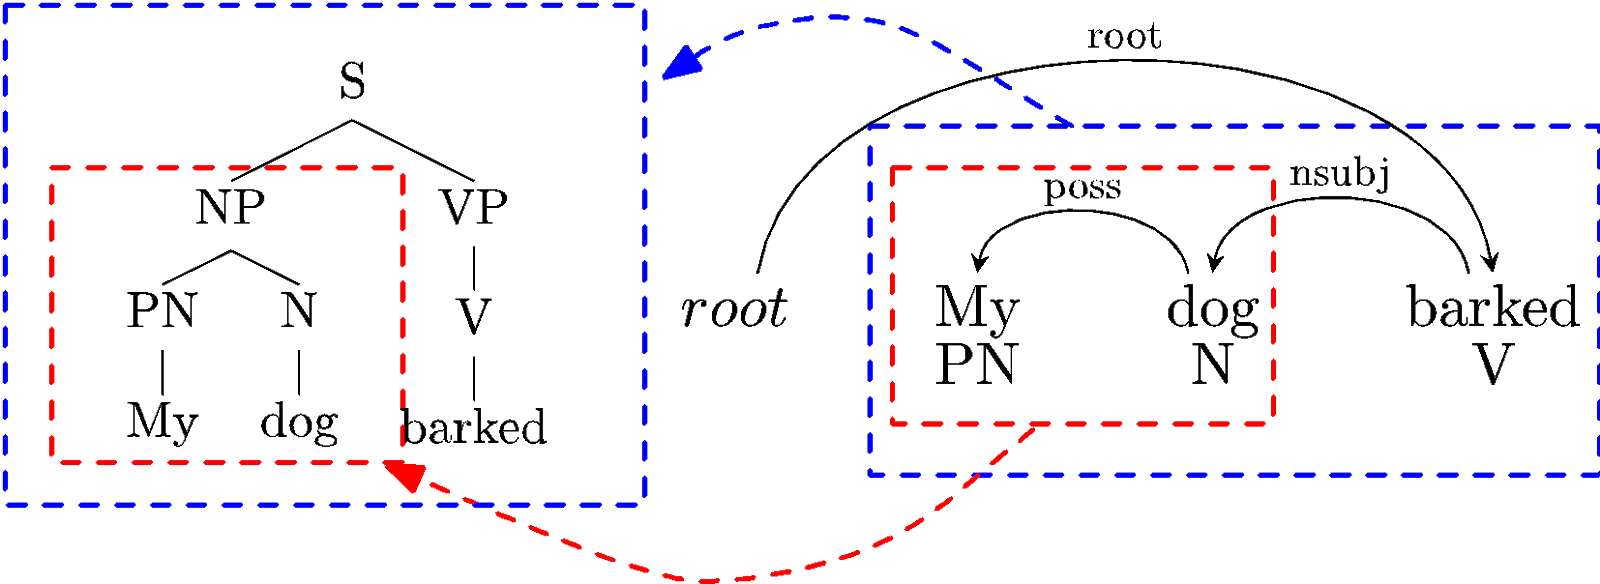 S
NP VP
PN N V
My dog barked
root
poss nsubj
root My dog barked
PN N V